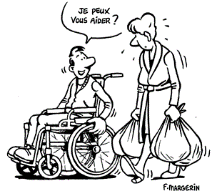 JE PEUX
VOUS AIDER ?
F. MARGERIN